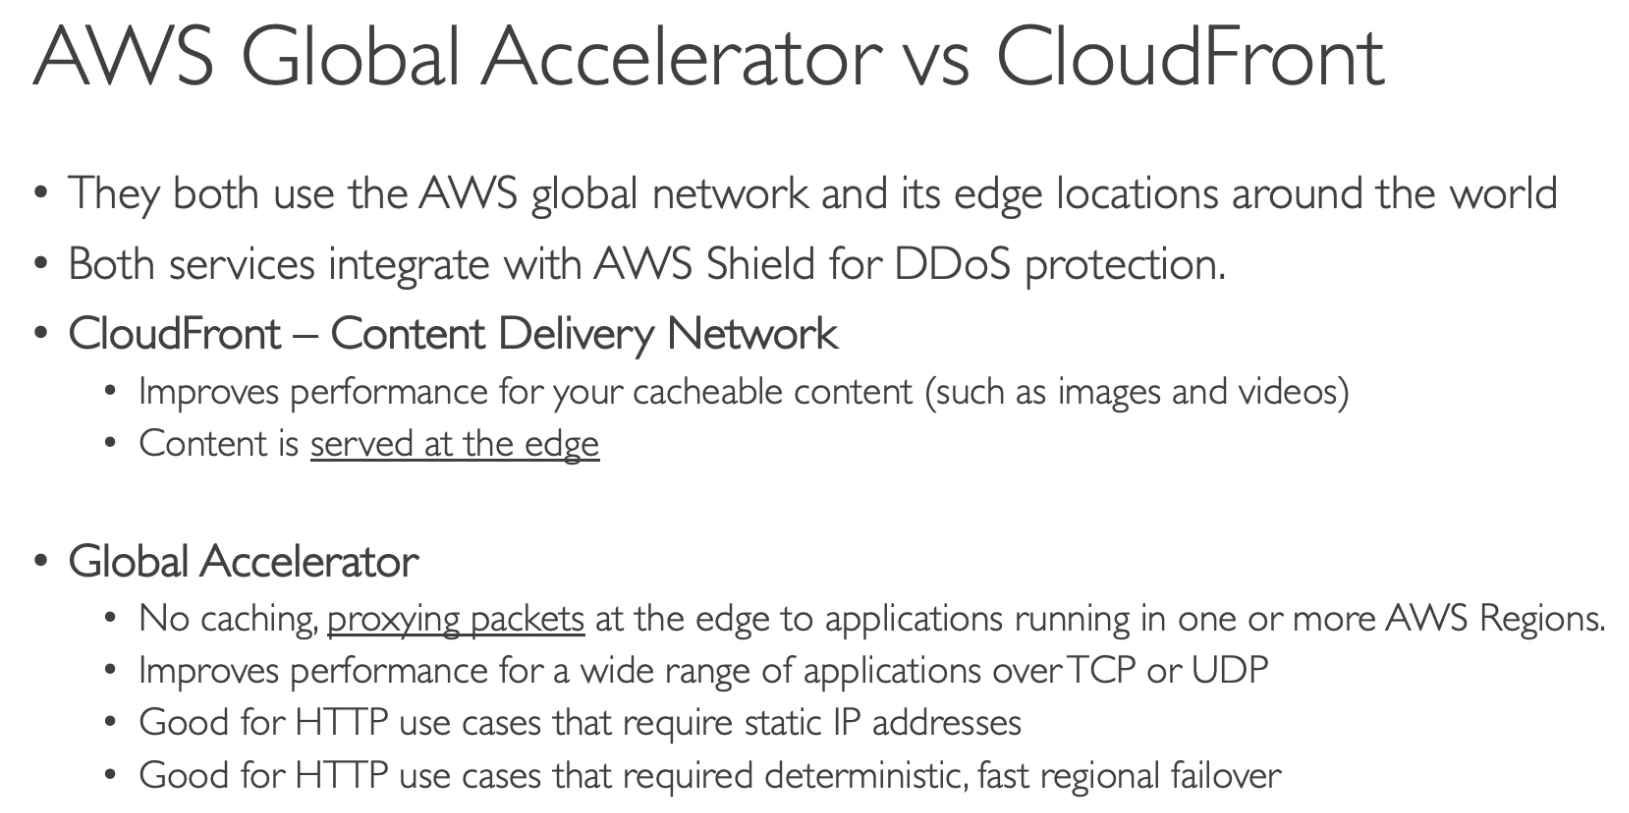 AWS Global Accelerator vs CloudFront
• They both use the AWS global network and its edge locations around the world
• Both services integrate with AWS Shield for DDoS protection.
• CloudFront – Content Delivery Network
• Improves performance for your cacheable content (such as images and videos)
• Content is served at the edge
• Global Accelerator
• No caching, proxying packets at the edge to applications running in one or more AWS Regions.
• Improves performance for a wide range of applications over TCP or UDP
• Good for HTTP use cases that require static IP addresses
• Good for HTTP use cases that required deterministic, fast regional failover